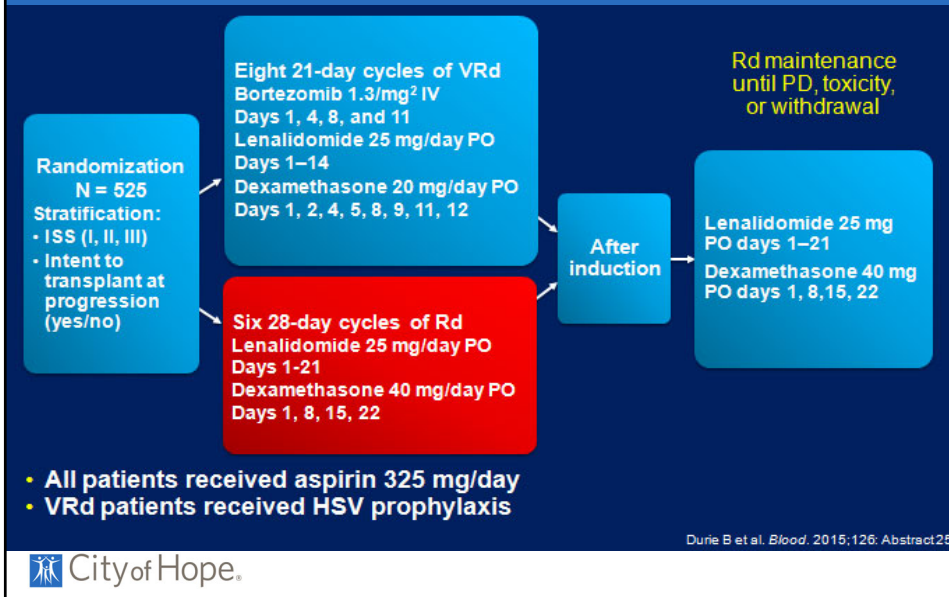 Randomization
N = 525
Stratification:
• ISS (I, II, III)
• Intent to
transplant at
progression
(yes/no)
Eight 21-day cycles of VRd
Bortezomib 1.3/mg² IV
Days 1, 4, 8, and 11
Lenalidomide 25 mg/day PO
Days 1–14
Dexamethasone 20 mg/day PO
Days 1, 2, 4, 5, 8, 9, 11, 12
Six 28-day cycles of Rd
Lenalidomide 25 mg/day PO
Days 1-21
Dexamethasone 40 mg/day PO
Days 1, 8, 15, 22
After
induction
Rd maintenance
until PD, toxicity,
or withdrawal
Lenalidomide 25 mg
PO days 1–21
Dexamethasone 40 mg
PO days 1, 8,15, 22
• All patients received aspirin 325 mg/day
• VRd patients received HSV prophylaxis
Durie B et al. Blood. 2015;126: Abstract25
City of Hope®